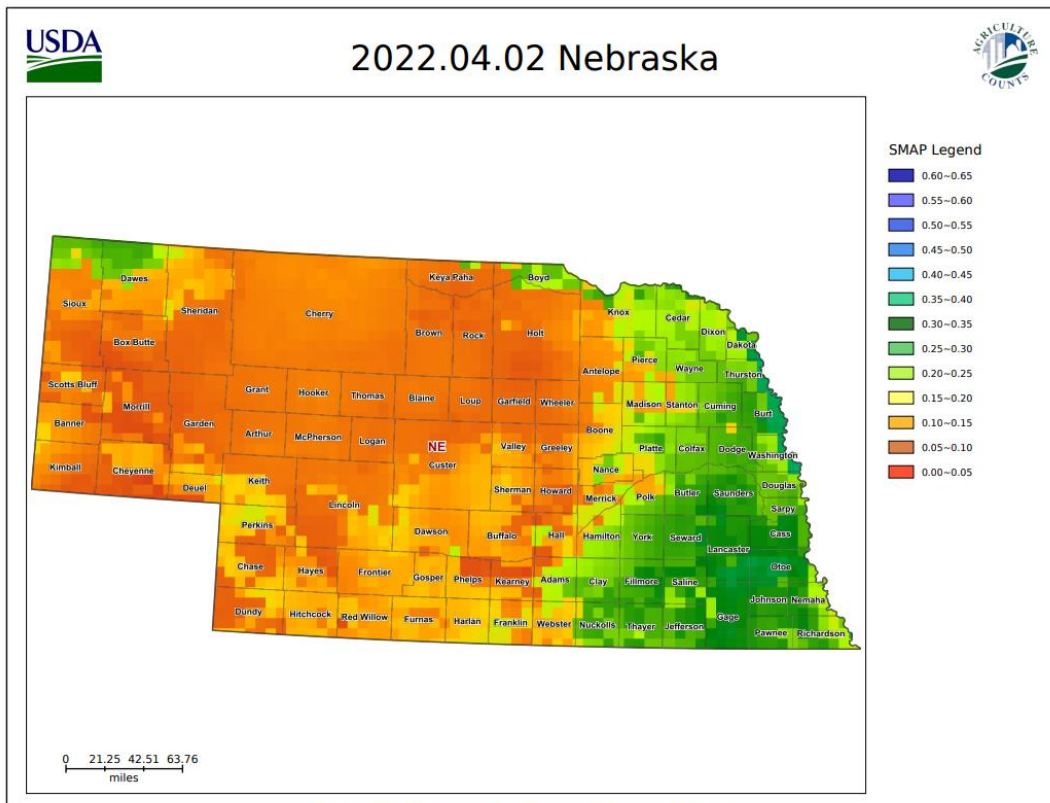 USDA
2022.04.02 Nebraska
AGRICULTURE
COUNTS
SMAP Legend
0.60~0.65
0.55~0.60
0.50~0.55
0.45~0.50
0.40~0.45
0.35~0.40
0.30~0.35
0.25~0.30
0.20~0.25
0.15~0.20
0.10~0.15
0.05~0.10
0.00~0.05
Dawes
Keya Paha
Boyd
Sioux
Sheridan
Cherry
Knox
Cedar
Dixon
Dakota
Box Butte
Brown
Rock
Holt
Antelope
Pierce
Wayne
Thurston
Scotts Bluff
Morrill
Garden
Grant
Hooker
Thomas
Blaine
Loup
Garfield
Wheeler
Madison
Stanton
Cuming
Burt
Banner
Arthur
McPherson
Logan
NE
Custer
Valley
Greeley
Boone
Platte
Colfax
Dodge
Washington
Kimball
Cheyenne
Deuel
Keith
Lincoln
Sherman
Howard
Nance
Merrick
Polk
Butler
Saunders
Douglas
Sarpy
Perkins
Dawson
Buffalo
Hall
Hamilton
York
Seward
Lancaster
Cass
Otoe
Chase
Hayes
Frontier
Gosper
Phelps
Kearney
Adams
Clay
Fillmore
Saline
Johnson
Nemaha
Dundy
Hitchcock
Red Willow
Furnas
Harlan
Franklin
Webster
Nuckolls
Thayer
Jefferson
Gage
Pawnee
Richardson
0 21.25 42.51 63.76
miles